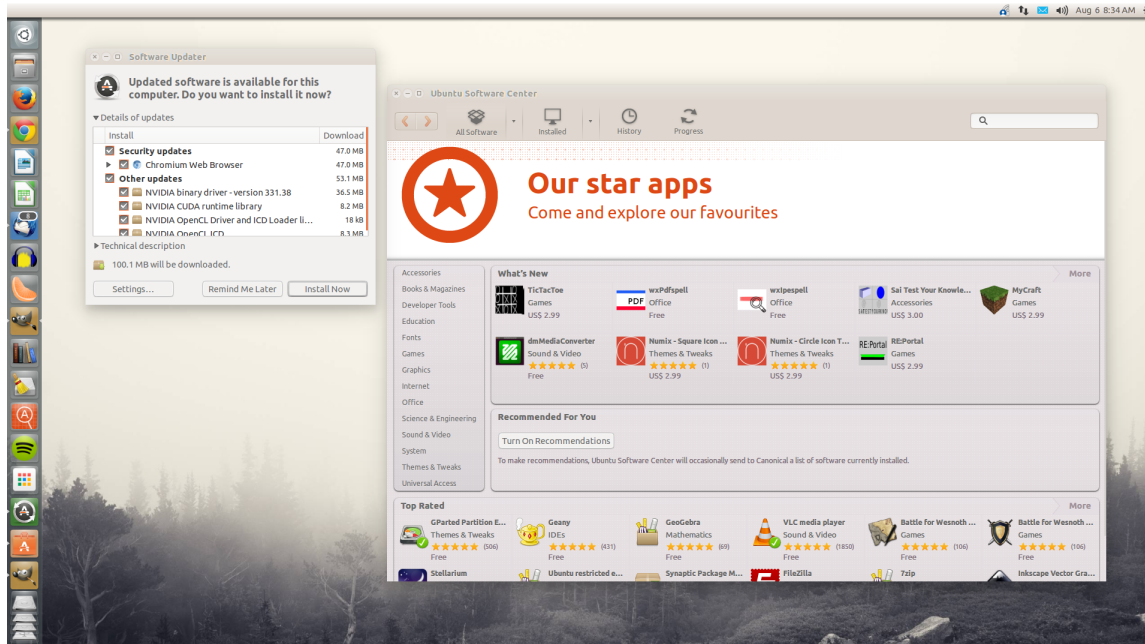 Aug 6 8:34 AM
Software Updater
Updated software is available for this
computer. Do you want to install it now?
Details of updates
Install Download
Security updates 47.0 MB
Chromium Web Browser 47.0 MB
Other updates 53.1 MB
NVIDIA binary driver - version 331.38 36.5 MB
NVIDIA CUDA runtime library 8.2 MB
NVIDIA OpenCL Driver and ICD Loader li... 18 kB
NVIDIA OpenCL ICD 8.3 MB
Technical description
100.1 MB will be downloaded.
Settings... Remind Me Later Install Now
Ubuntu Software Center
All Software Installed History Progress
Our star apps
Come and explore our favourites
Accessories
Books & Magazines
Developer Tools
Education
Fonts
Games
Graphics
Internet
Office
Science & Engineering
Sound & Video
System
Themes & Tweaks
Universal Access
What's New More
TicTacToe
Games
US$ 2.99
PDF
wxPdfspell
Office
Free
wxIpespell
Office
Free
Sai Test Your Knowle...
Accessories
US$ 3.00
MyCraft
Games
US$ 2.99
dmMediaConverter
Sound & Video
(5)
Free
Numix - Square Icon ...
Themes & Tweaks
(1)
US$ 2.99
Numix - Circle Icon T...
Themes & Tweaks
(1)
US$ 2.99
RE:Portal
RE:Portal
Games
US$ 2.99
Recommended For You
Turn On Recommendations
To make recommendations, Ubuntu Software Center will occasionally send to Canonical a list of software currently installed.
Top Rated More
GParted Partition E...
Themes & Tweaks
(506)
Free
Geany
IDEs
(431)
Free
GeoGebra
Mathematics
(69)
Free
VLC media player
Sound & Video
(1850)
Free
Battle for Wesnoth ...
Games
(106)
Free
Battle for Wesnoth ...
Games
(106)
Free
Stellarium
Ubuntu restricted e...
Synaptic Package M...
FileZilla
7zip
Inkscape Vector Gra...